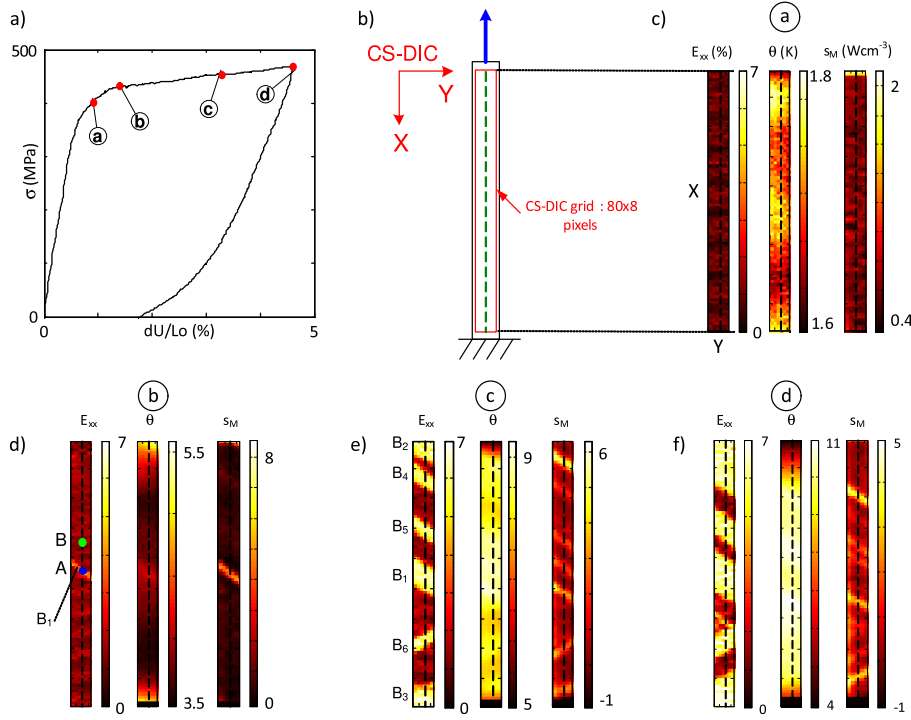 a)
500
σ (MPa)
0
0
dU/Lo (%)
5
a
b
c
d
b)
CS-DIC
Y
X
CS-DIC grid : 80x8
pixels
c)
a
Exx (%)
θ (K)
sM (Wcm-3)
7
1.8
2
X
0
1.6
0.4
Y
d)
b
Exx
θ
sM
7
5.5
8
B
A
B1
0
3.5
0
e)
c
Exx
θ
sM
B2
7
9
6
B4
B5
B1
B6
B3
0
5
-1
f)
d
Exx
θ
sM
7
11
5
0
4
-1